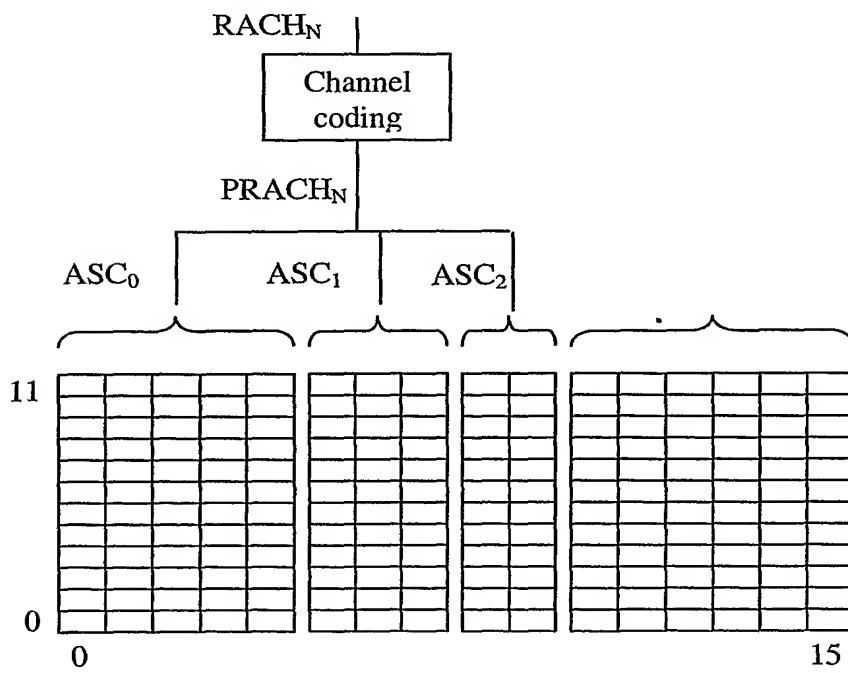 RACH_N
Channel
coding
PRACH_N
ASC_0 ASC_1 ASC_2
11
0
0 15